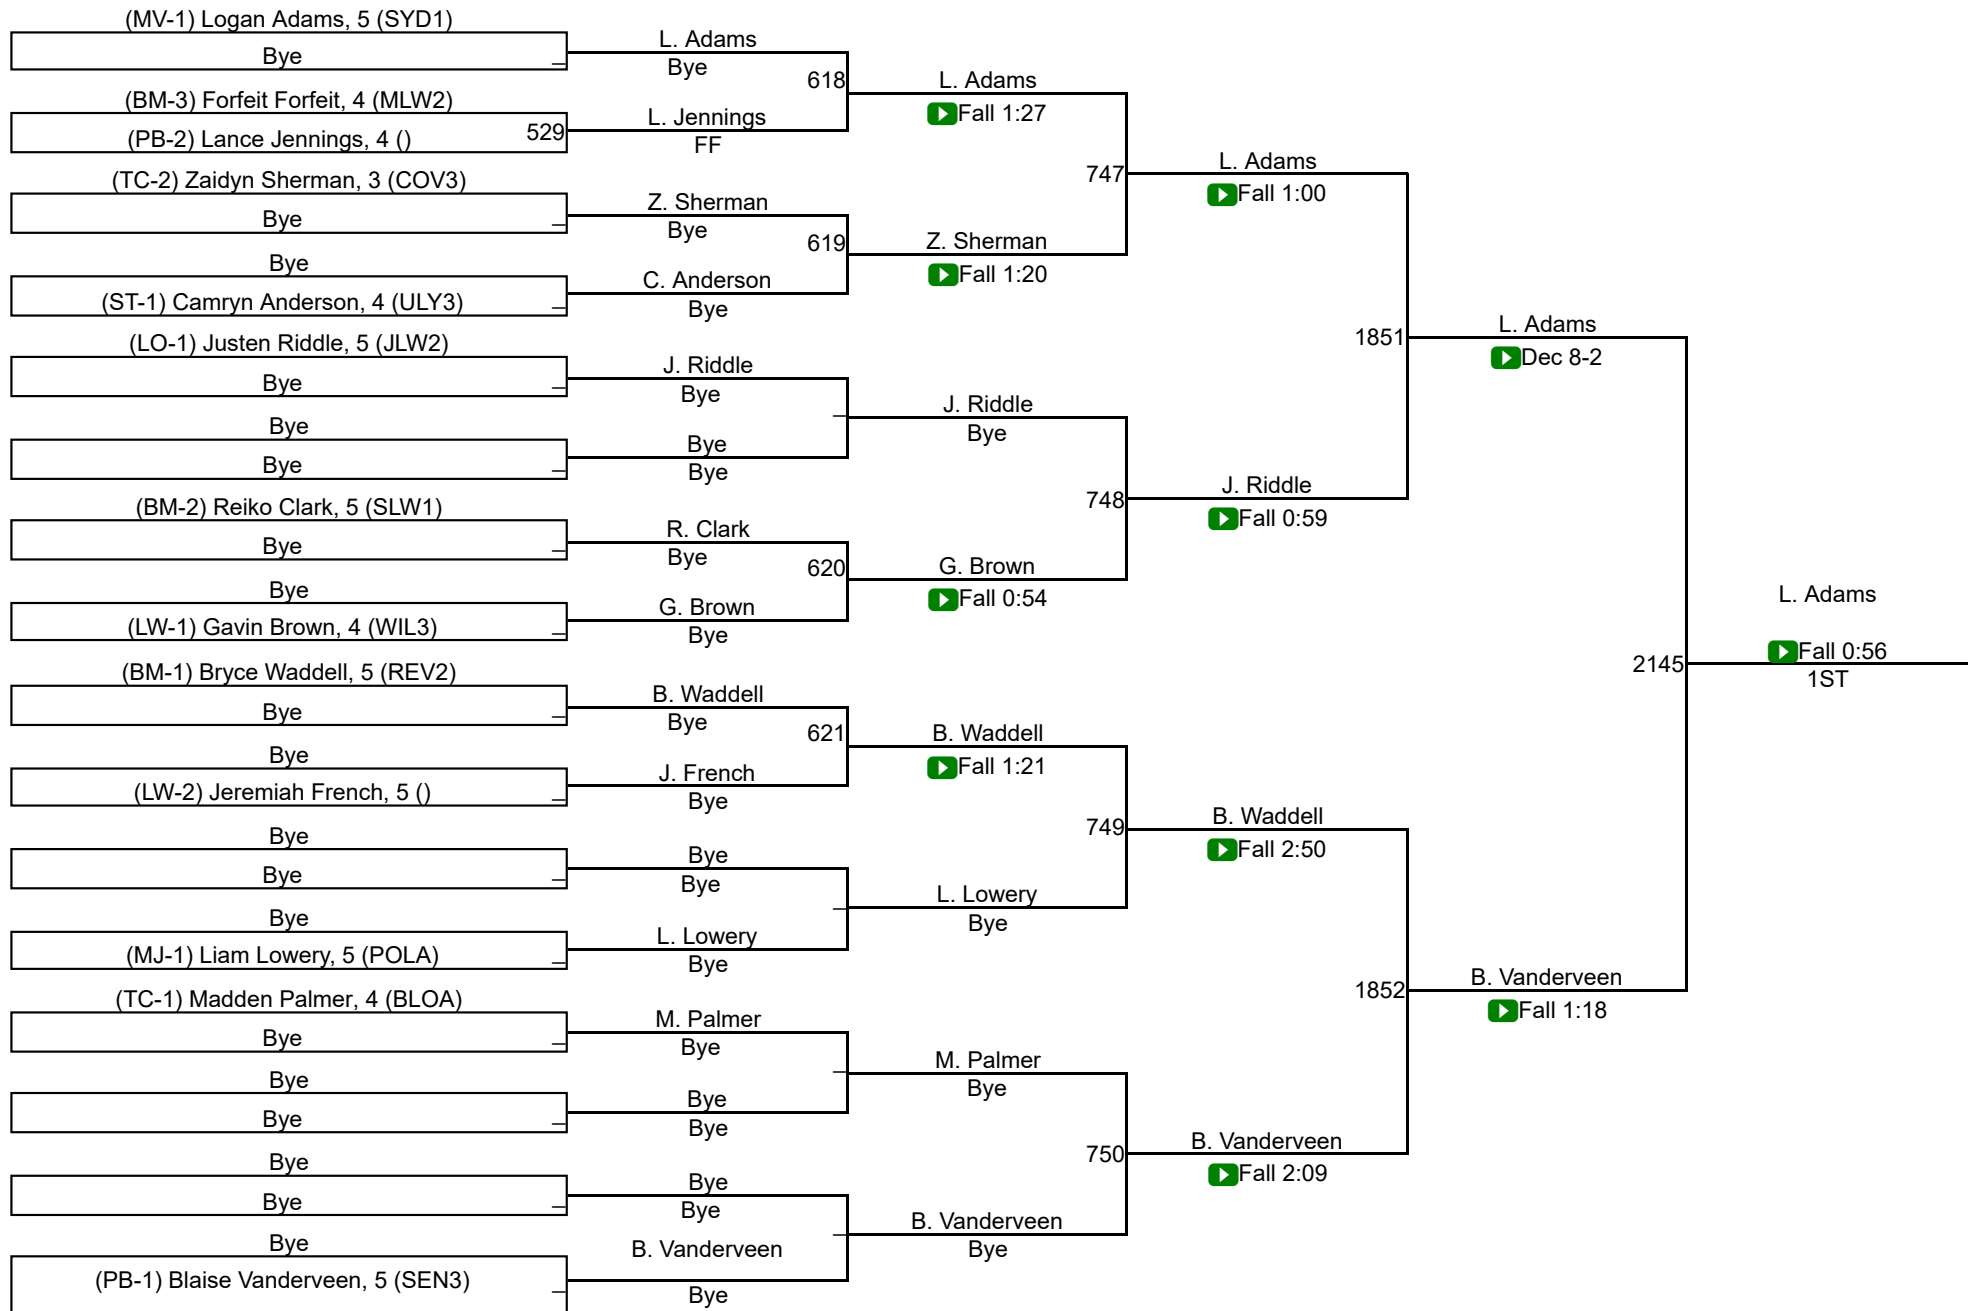 (MV-1) Logan Adams, 5 (SYD1)
Bye
(BM-3) Forfeit Forfeit, 4 (MLW2)
(PB-2) Lance Jennings, 4 ()
529
(TC-2) Zaidyn Sherman, 3 (COV3)
Bye
Bye
(ST-1) Camryn Anderson, 4 (ULY3)
(LO-1) Justen Riddle, 5 (JLW2)
Bye
Bye
Bye
(BM-2) Reiko Clark, 5 (SLW1)
Bye
Bye
(LW-1) Gavin Brown, 4 (WIL3)
(BM-1) Bryce Waddell, 5 (REV2)
Bye
Bye
(LW-2) Jeremiah French, 5 ()
Bye
Bye
Bye
(MJ-1) Liam Lowery, 5 (POLA)
(TC-1) Madden Palmer, 4 (BLOA)
Bye
Bye
Bye
Bye
Bye
Bye
(PB-1) Blaise Vanderveen, 5 (SEN3)
L. Adams
Bye
618
L. Jennings
FF
Z. Sherman
Bye
619
C. Anderson
Bye
J. Riddle
Bye
Bye
Bye
R. Clark
Bye
620
G. Brown
Bye
B. Waddell
Bye
621
J. French
Bye
Bye
Bye
L. Lowery
Bye
M. Palmer
Bye
Bye
Bye
Bye
Bye
B. Vanderveen
Bye
L. Adams
Fall 1:27
747
Z. Sherman
Fall 1:20
J. Riddle
Bye
748
G. Brown
Fall 0:54
B. Waddell
Fall 1:21
749
L. Lowery
Bye
M. Palmer
Bye
750
B. Vanderveen
Bye
L. Adams
Fall 1:00
1851
J. Riddle
Fall 0:59
B. Waddell
Fall 2:50
1852
B. Vanderveen
Fall 2:09
L. Adams
Dec 8-2
2145
B. Vanderveen
Fall 1:18
L. Adams
Fall 0:56
1ST